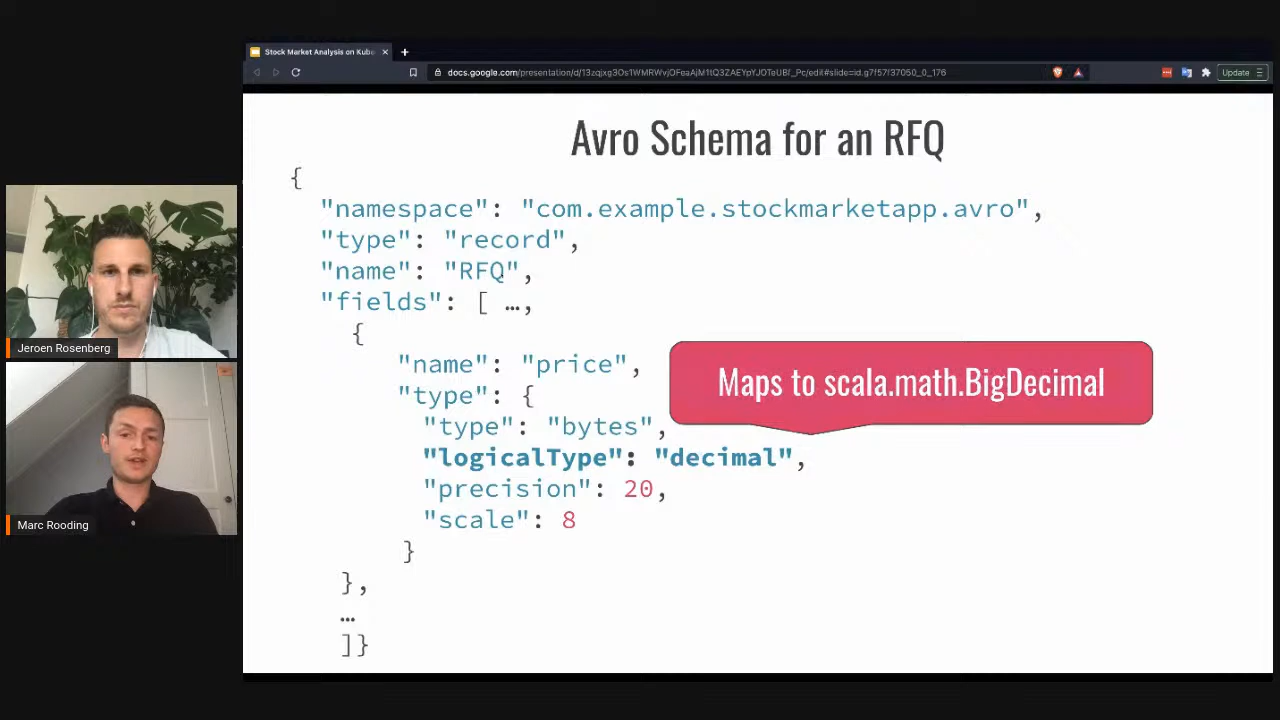 Stock Market Analysis on Kube
Update
Avro Schema for an RFQ
{
"namespace": "com.example.stockmarketapp.avro",
"type": "record",
"name": "RFQ",
"fields": [ …,
{
"name": "price",
"type": {
"type": "bytes",
"logicalType": "decimal",
"precision": 20,
"scale": 8
}
},
…
]}
Maps to scala.math.BigDecimal
Jeroen Rosenberg
Marc Rooding